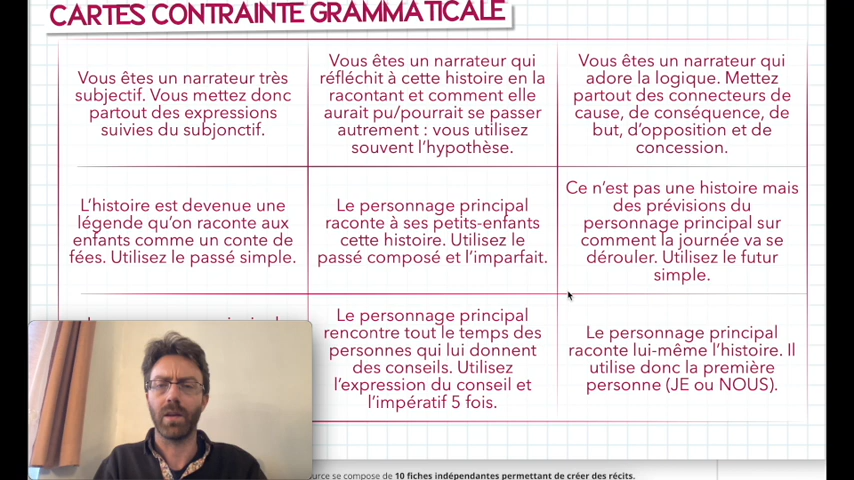 CARTES CONTRAINTE GRAMMATICALE
Vous êtes un narrateur très
subjectif. Vous mettez donc
partout des expressions
suivies du subjonctif.
Vous êtes un narrateur qui
réfléchit à cette histoire en la
racontant et comment elle
aurait pu/pourrait se passer
autrement : vous utilisez
souvent l’hypothèse.
Vous êtes un narrateur qui
adore la logique. Mettez
partout des connecteurs de
cause, de conséquence, de
but, d’opposition et de
concession.
L’histoire est devenue une
légende qu’on raconte aux
enfants comme un conte de
fées. Utilisez le passé simple.
Le personnage principal
raconte à ses petits-enfants
cette histoire. Utilisez le
passé composé et l’imparfait.
Ce n’est pas une histoire mais
des prévisions du
personnage principal sur
comment la journée va se
dérouler. Utilisez le futur
simple.
Le personnage principal
rencontre tout le temps des
personnes qui lui donnent
des conseils. Utilisez
l’expression du conseil et
l’impératif 5 fois.
Le personnage principal
raconte lui-même l’histoire. Il
utilise donc la première
personne (JE ou NOUS).
se compose de 10 fiches indépendantes permettant de créer des récits.